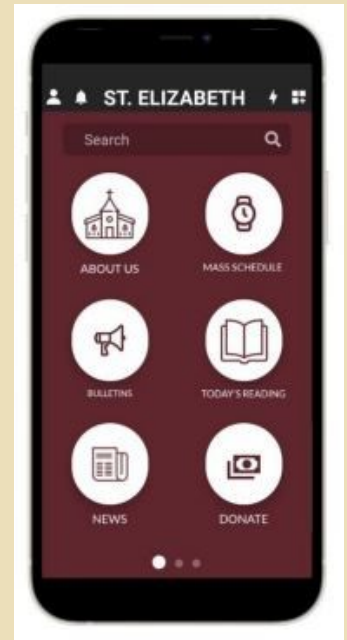 ST. ELIZABETH
Search
ABOUT US
MASS SCHEDULE
BULLETINS
TODAY'S READING
NEWS
DONATE